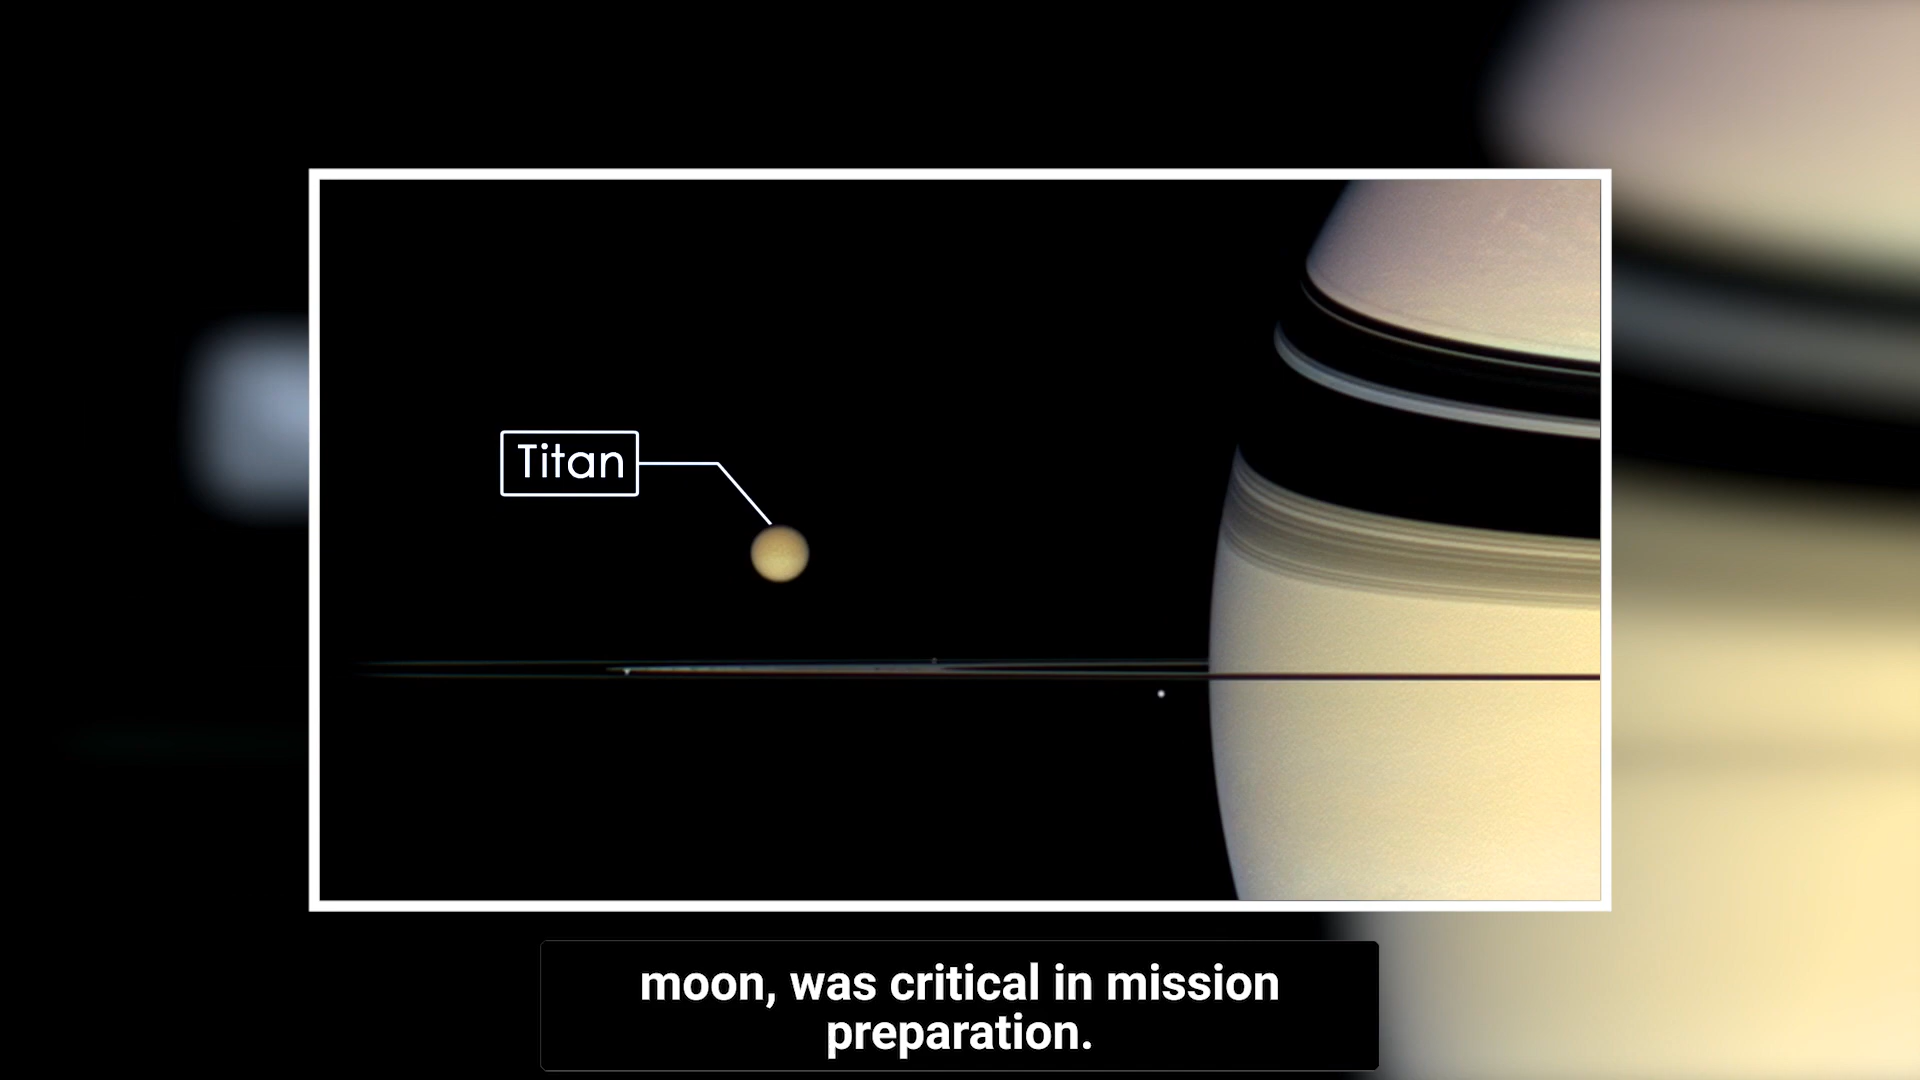 Titan
moon, was critical in mission
preparation.